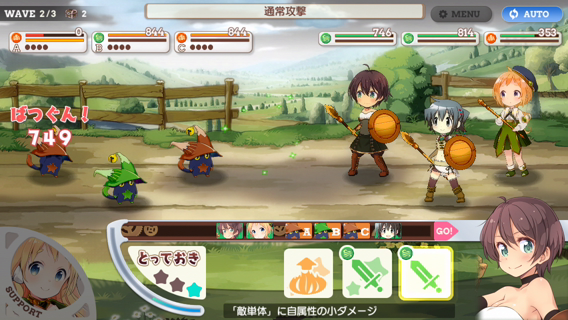 WAVE 2/3 2
通常攻撃
MENU
AUTO
0 844 844
A B C
746 814 353
ばつぐん!
749
A B C GO!
とっておき
SUPPORT
「敵単体」に自属性の小ダメージ